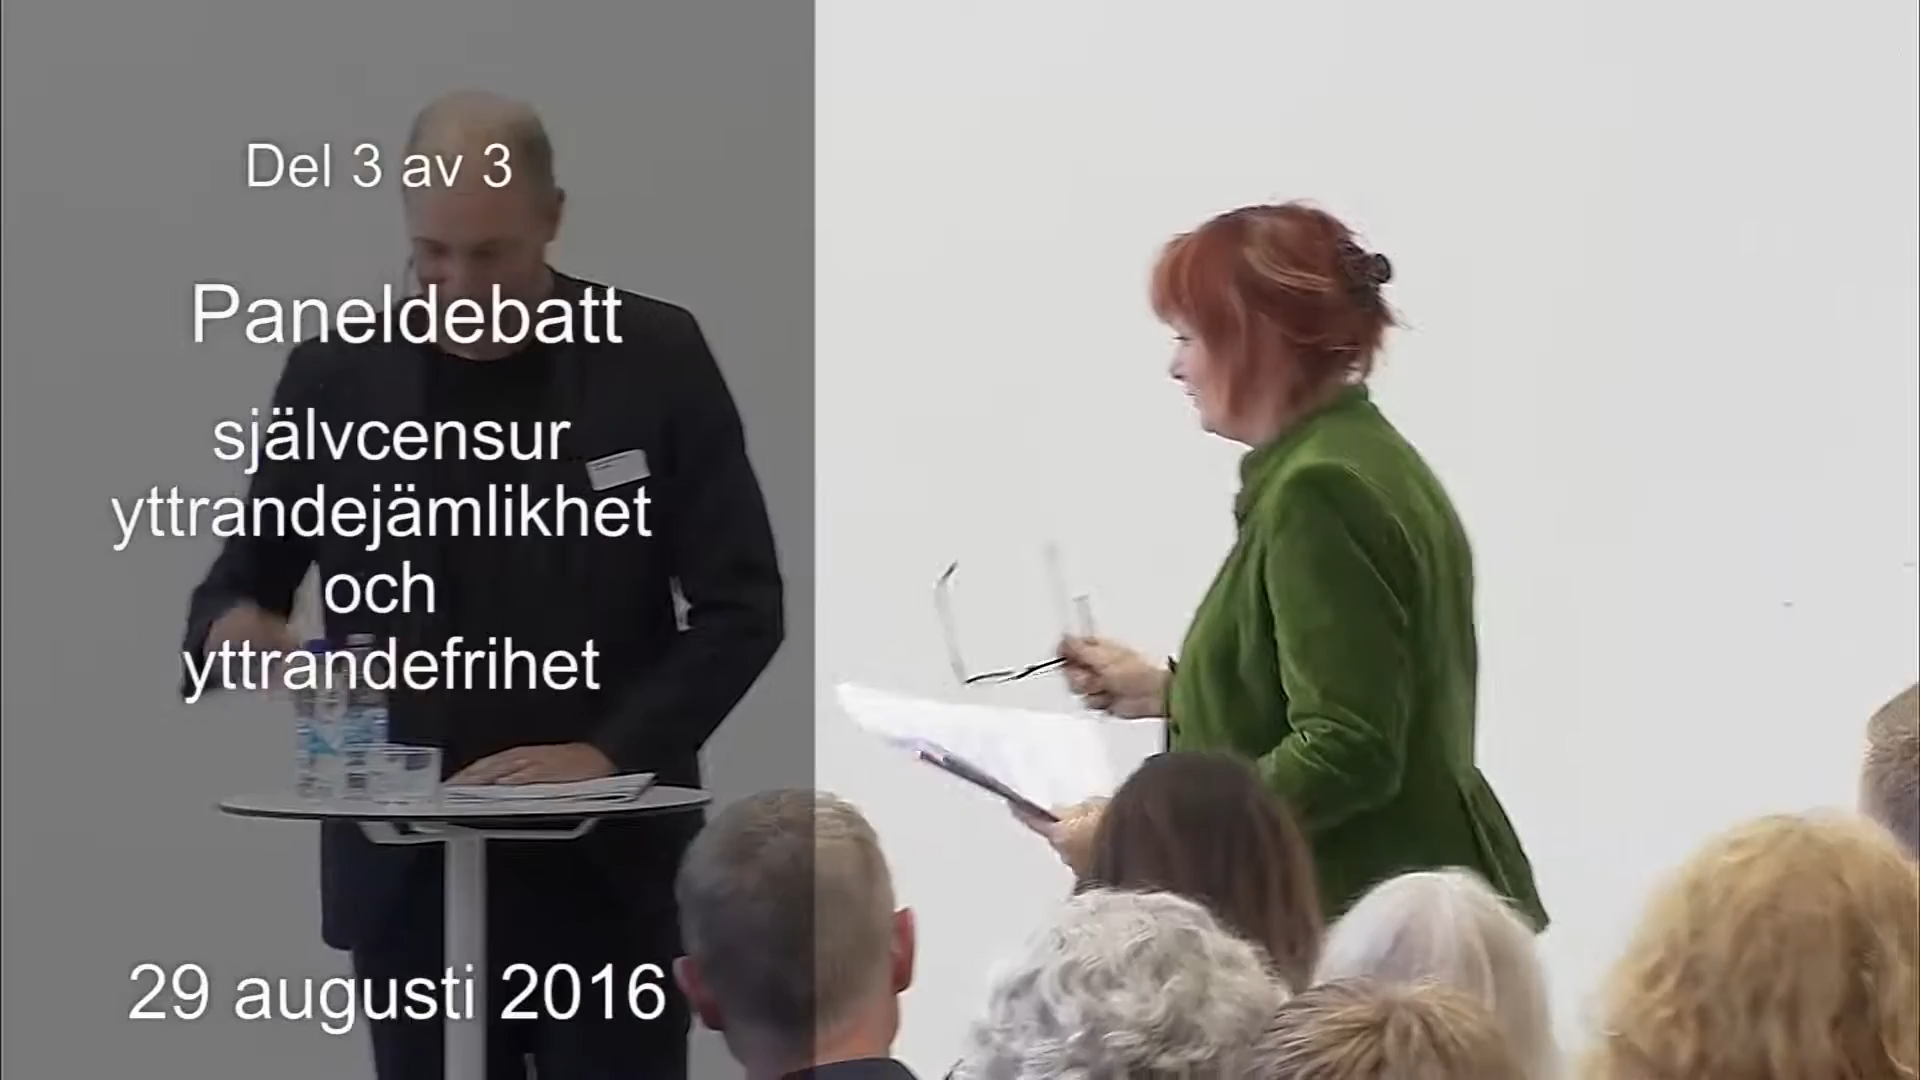 Del 3 av 3
Paneldebatt
självcensur
yttrandejämlikhet
och
yttrandefrihet
29 augusti 2016